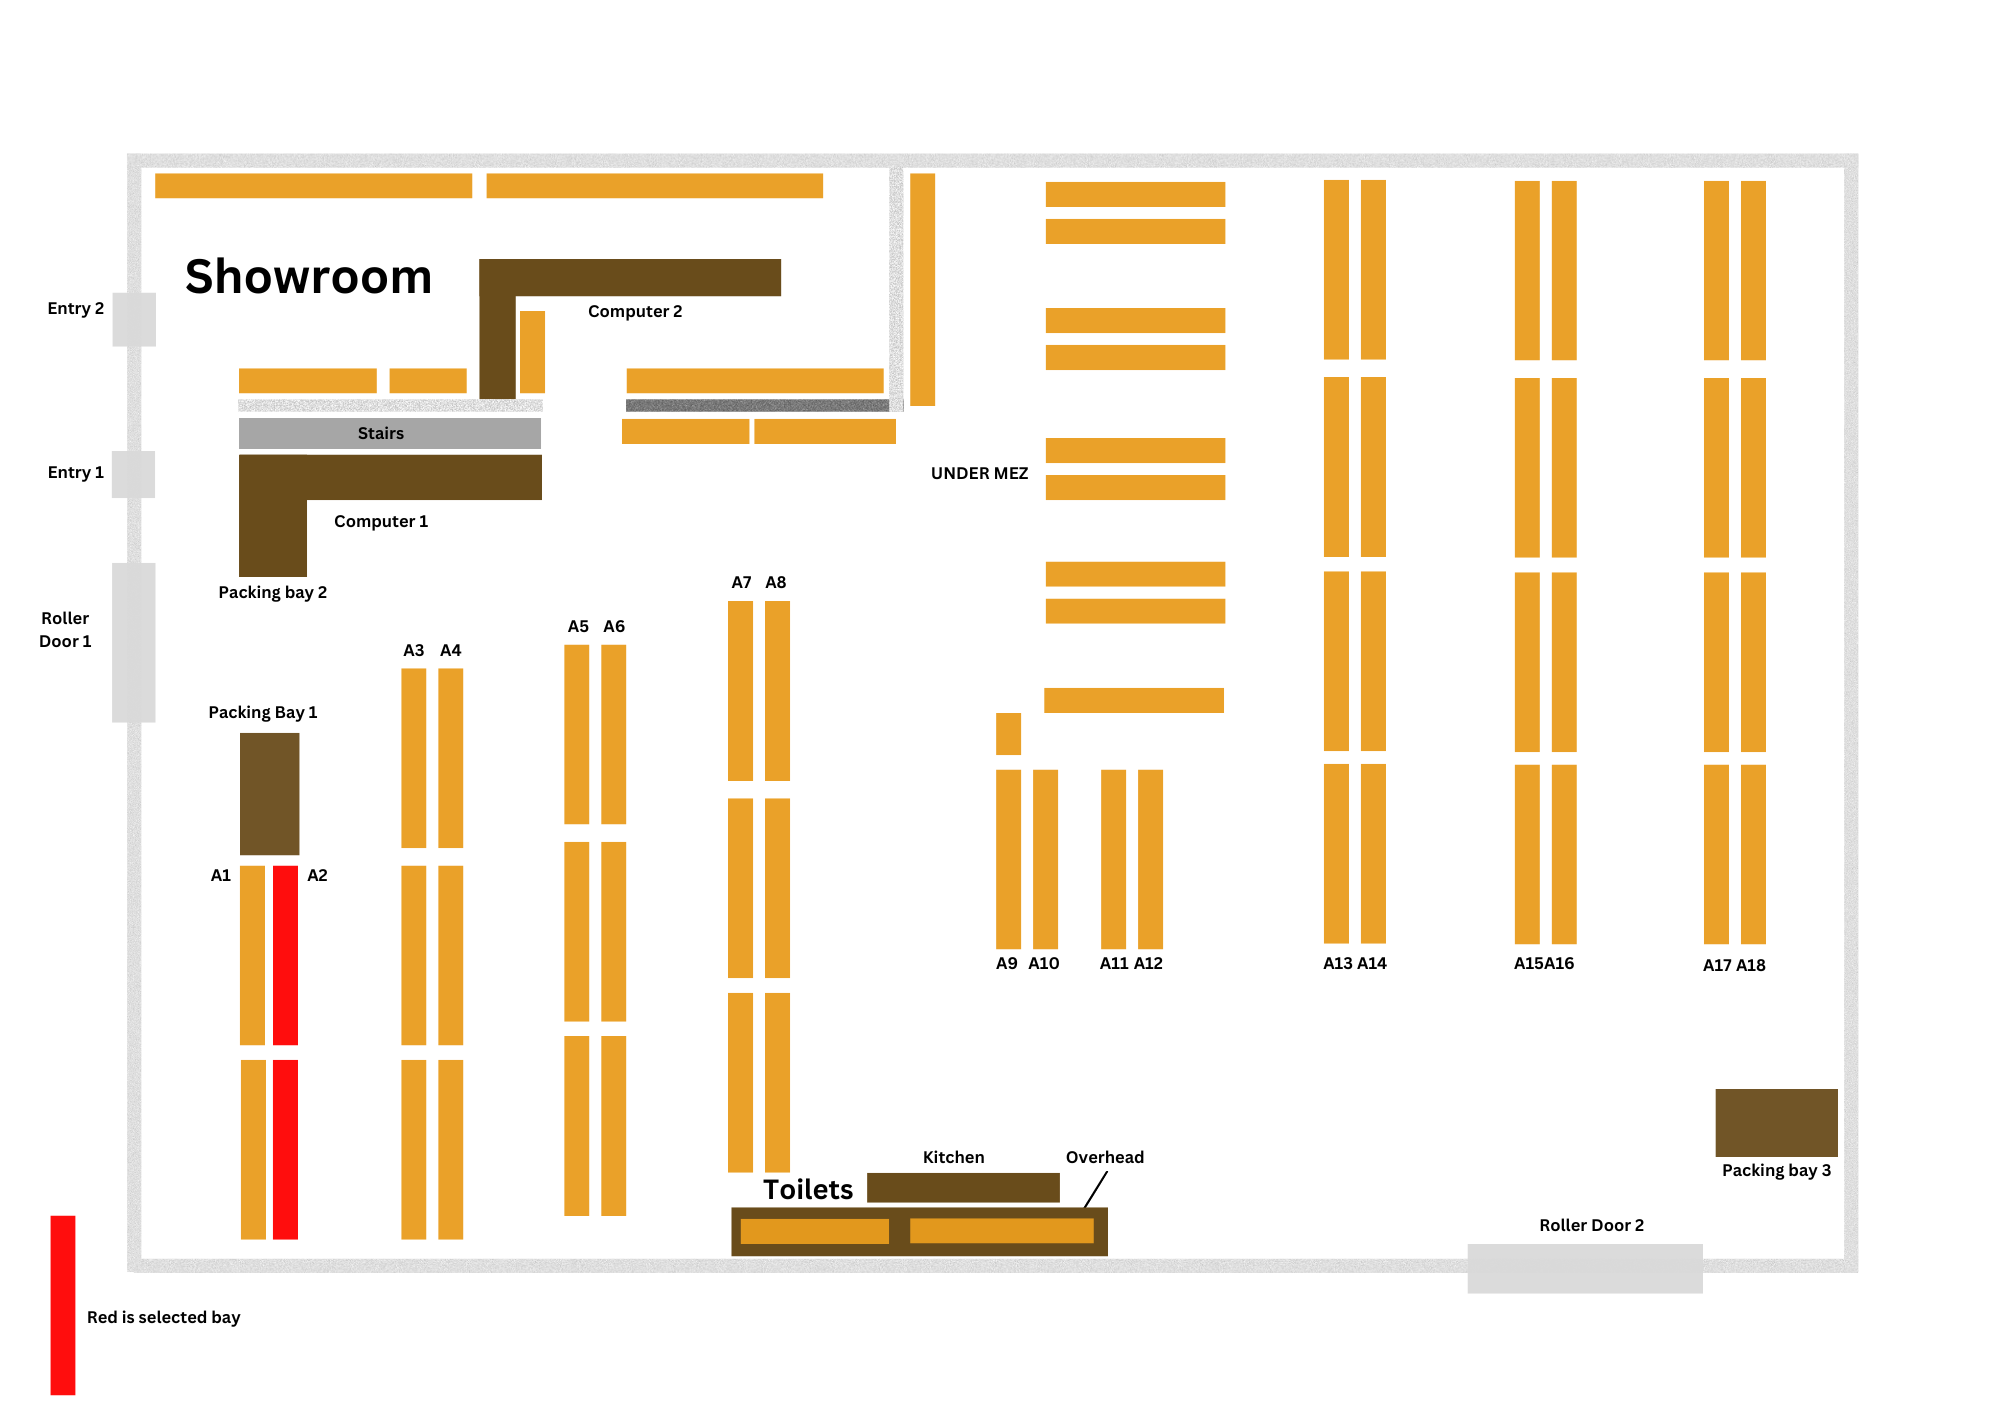 Showroom
Entry 2
Computer 2
Stairs
Entry 1
UNDER MEZ
Computer 1
Packing bay 2
A7 A8
Roller
Door 1
A5 A6
A3 A4
Packing Bay 1
A1 A2
A9 A10 A11 A12 A13 A14 A15 A16 A17 A18
Kitchen
Overhead
Toilets
Packing bay 3
Roller Door 2
Red is selected bay